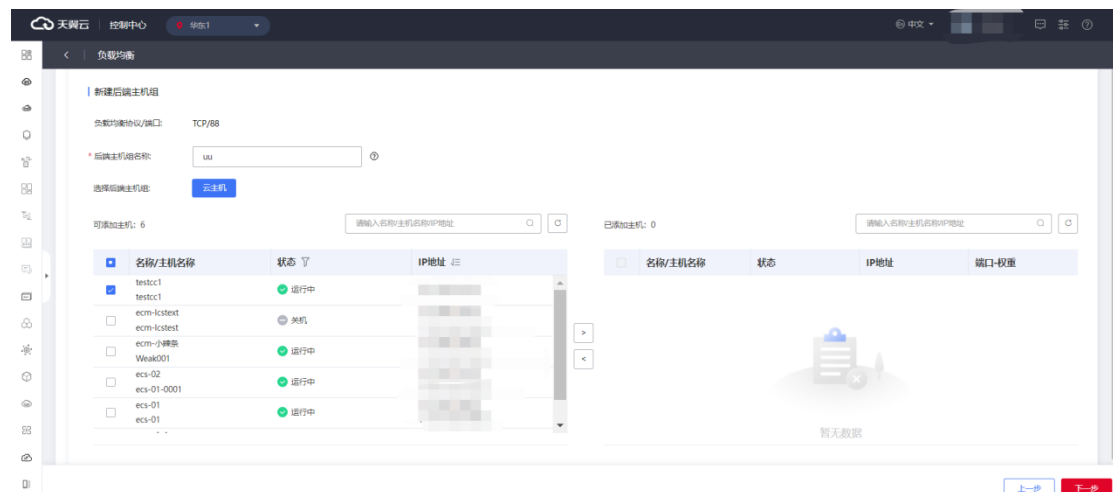 天翼云 控制中心 华东1 中文
负载均衡
新建后端主机组
负载均衡协议/端口: TCP/88
* 后端主机组名称: uu
选择后端主机组: 云主机
可添加主机: 6 请输入名称/主机名称/IP地址 已添加主机: 0 请输入名称/主机名称/IP地址
名称/主机名称 状态 IP地址 名称/主机名称 状态 IP地址 端口-权重
testcc1
testcc1 运行中
ecm-lcstext
ecm-lcstest 关机
ecm-小辣条
Weak001 运行中
ecs-02
ecs-01-0001 运行中
ecs-01
ecs-01 运行中
暂无数据
上一步 下一步